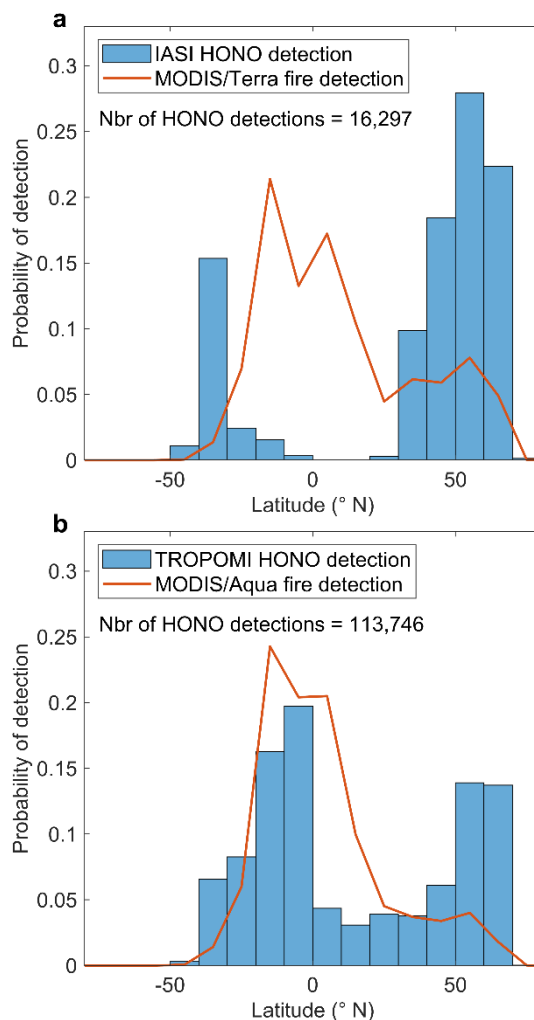 a
IASI HONO detection
MODIS/Terra fire detection
Nbr of HONO detections = 16,297
Probability of detection
0.3
0.25
0.2
0.15
0.1
0.05
0
-50 0 50
Latitude (° N)
b
TROPOMI HONO detection
MODIS/Aqua fire detection
Nbr of HONO detections = 113,746
Probability of detection
0.3
0.25
0.2
0.15
0.1
0.05
0
-50 0 50
Latitude (° N)